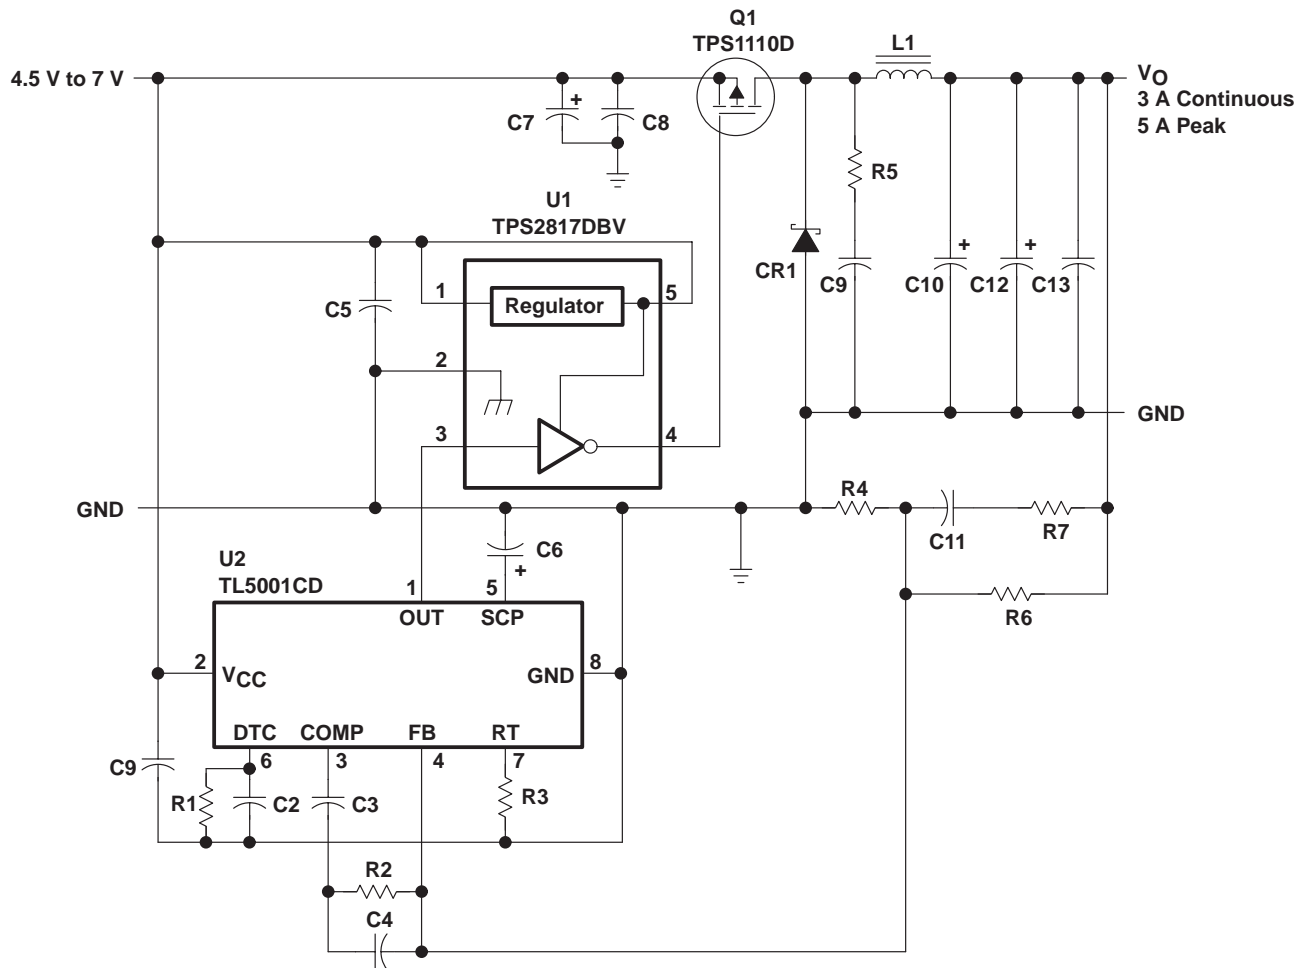 Q1
TPS1110D
L1
4.5 V to 7 V
VO
3 A Continuous
5 A Peak
C7
+
C8
R5
U1
TPS2817DBV
CR1
C9
C10
+
C12
+
C13
C5
1
Regulator
5
2
3
4
GND
GND
R4
C11
R7
R6
C6
+
U2
TL5001CD
1
5
OUT
SCP
2
VCC
GND
8
DTC
COMP
FB
RT
6
3
4
7
C9
R1
C2
C3
R3
R2
C4